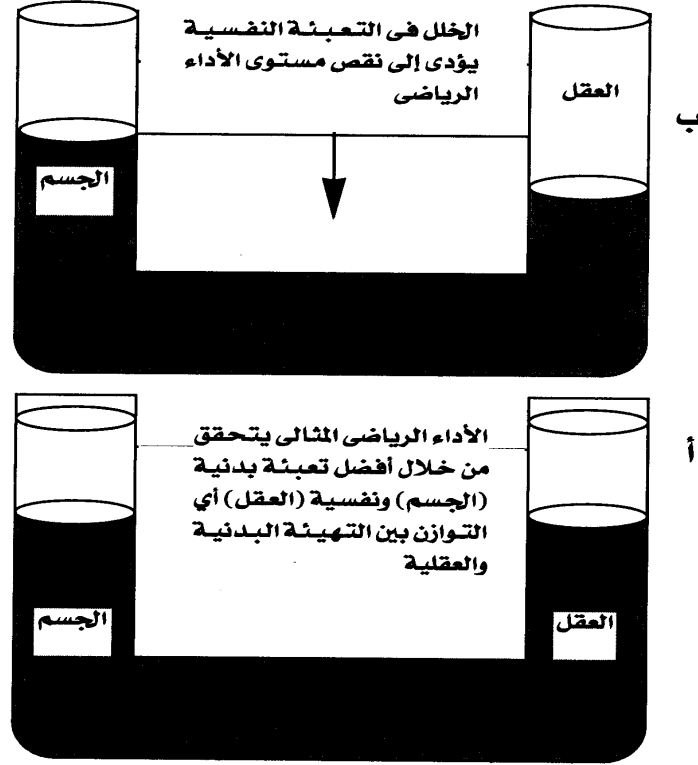 الخلل فى التعبئة النفسية
يؤدى إلى نقص مستوى الأداء
الرياضى
العقل
ب
الجسم
الأداء الرياضى المثالى يتحقق
من خلال أفضل تعبئة بدنية
(الجسم) ونفسية (العقل) أي
التوازن بين التهيئة البدنية
والعقلية
أ
العقل
الجسم